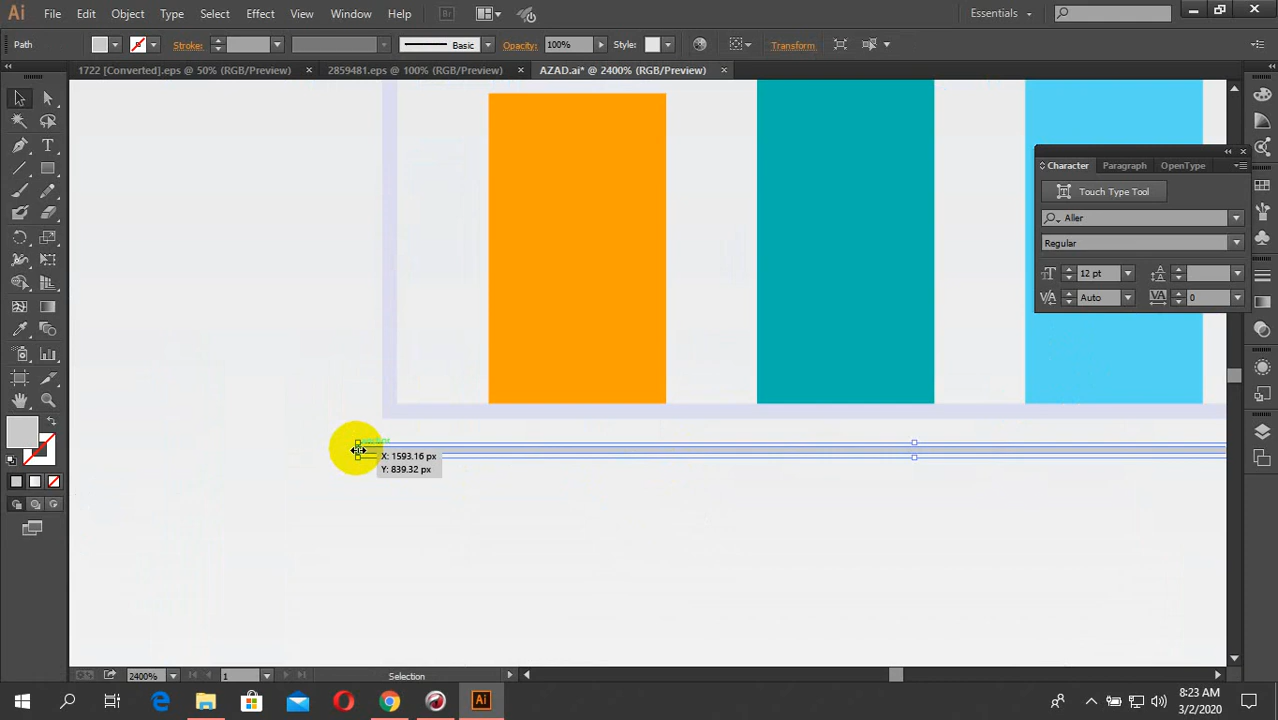 Ai File Edit Object Type Select Effect View Window Help Br Essentials
Path Stroke: Basic Opacity: 100% Style: Transform
1722 [Converted].eps @ 50% (RGB/Preview) × 2859481.eps @ 100% (RGB/Preview) × AZAD.ai* @ 2400% (RGB/Preview) ×
Character Paragraph OpenType
Touch Type Tool
Aller
Regular
12 pt
Auto 0
X: 1593.16 px
Y: 839.32 px
2400% 1 Selection
Ai
8:23 AM
3/2/2020